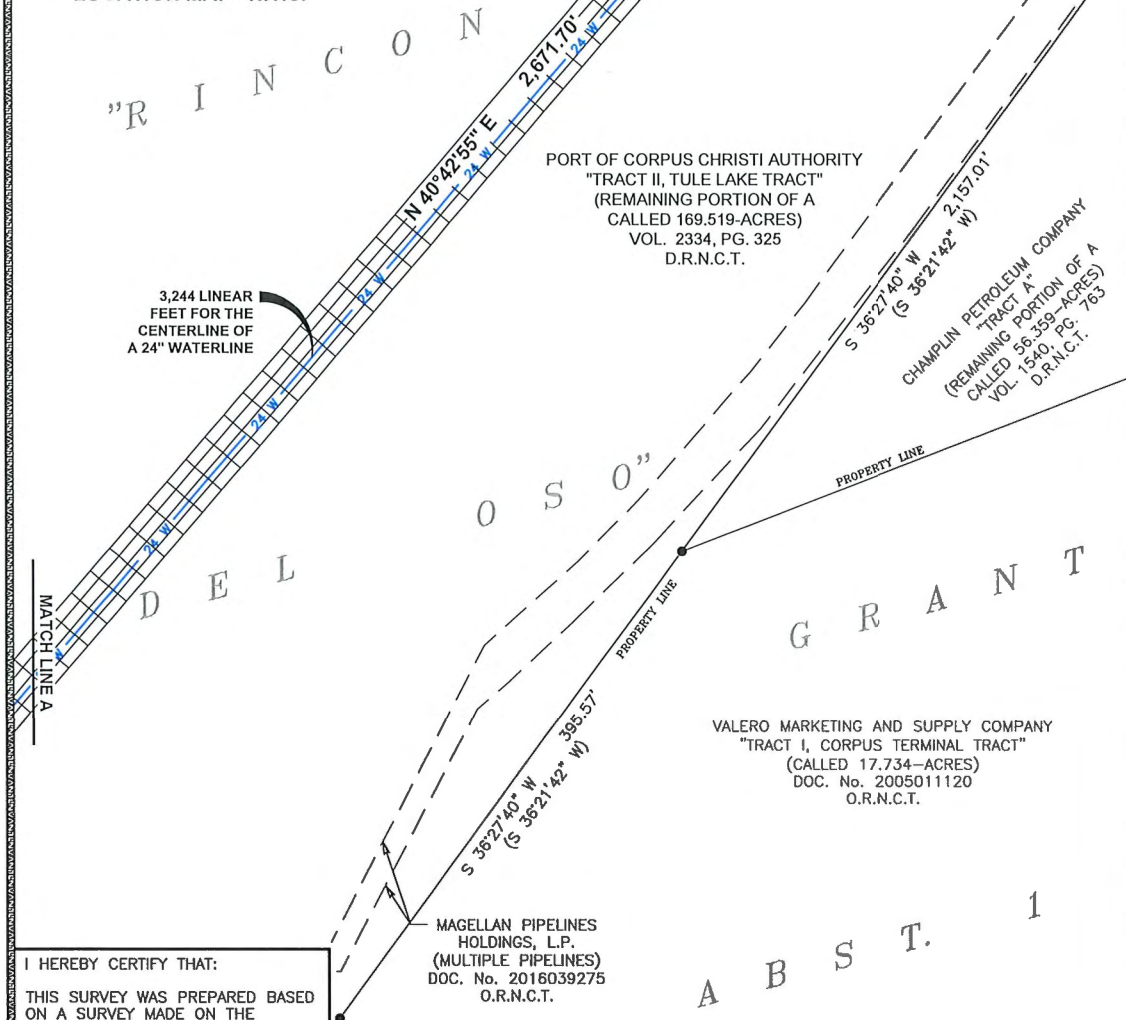 "R I N C O N
N 40°42'55" E 2,671.70'
24 W
24 W
24 W
24 W
24 W
W
PORT OF CORPUS CHRISTI AUTHORITY
"TRACT II, TULE LAKE TRACT"
(REMAINING PORTION OF A
CALLED 169.519-ACRES)
VOL. 2334, PG. 325
D.R.N.C.T.
S 36°27'40" W 2,157.01'
(S 36°21'42" W)
CHAMPLIN PETROLEUM COMPANY
"TRACT A"
(REMAINING PORTION OF A
CALLED 56.359-ACRES)
VOL. 1540, PG. 763
D.R.N.C.T.
3,244 LINEAR
FEET FOR THE
CENTERLINE OF
A 24" WATERLINE
PROPERTY LINE
D E L O S O"
MATCH LINE A
PROPERTY LINE
G R A N T
S 36°27'40" W 395.57'
(S 36°21'42" W)
VALERO MARKETING AND SUPPLY COMPANY
"TRACT I, CORPUS TERMINAL TRACT"
(CALLED 17.734-ACRES)
DOC. No. 2005011120
O.R.N.C.T.
MAGELLAN PIPELINES
HOLDINGS, L.P.
(MULTIPLE PIPELINES)
DOC. No. 2016039275
O.R.N.C.T.
A B S T. 1
I HEREBY CERTIFY THAT:
THIS SURVEY WAS PREPARED BASED
ON A SURVEY MADE ON THE